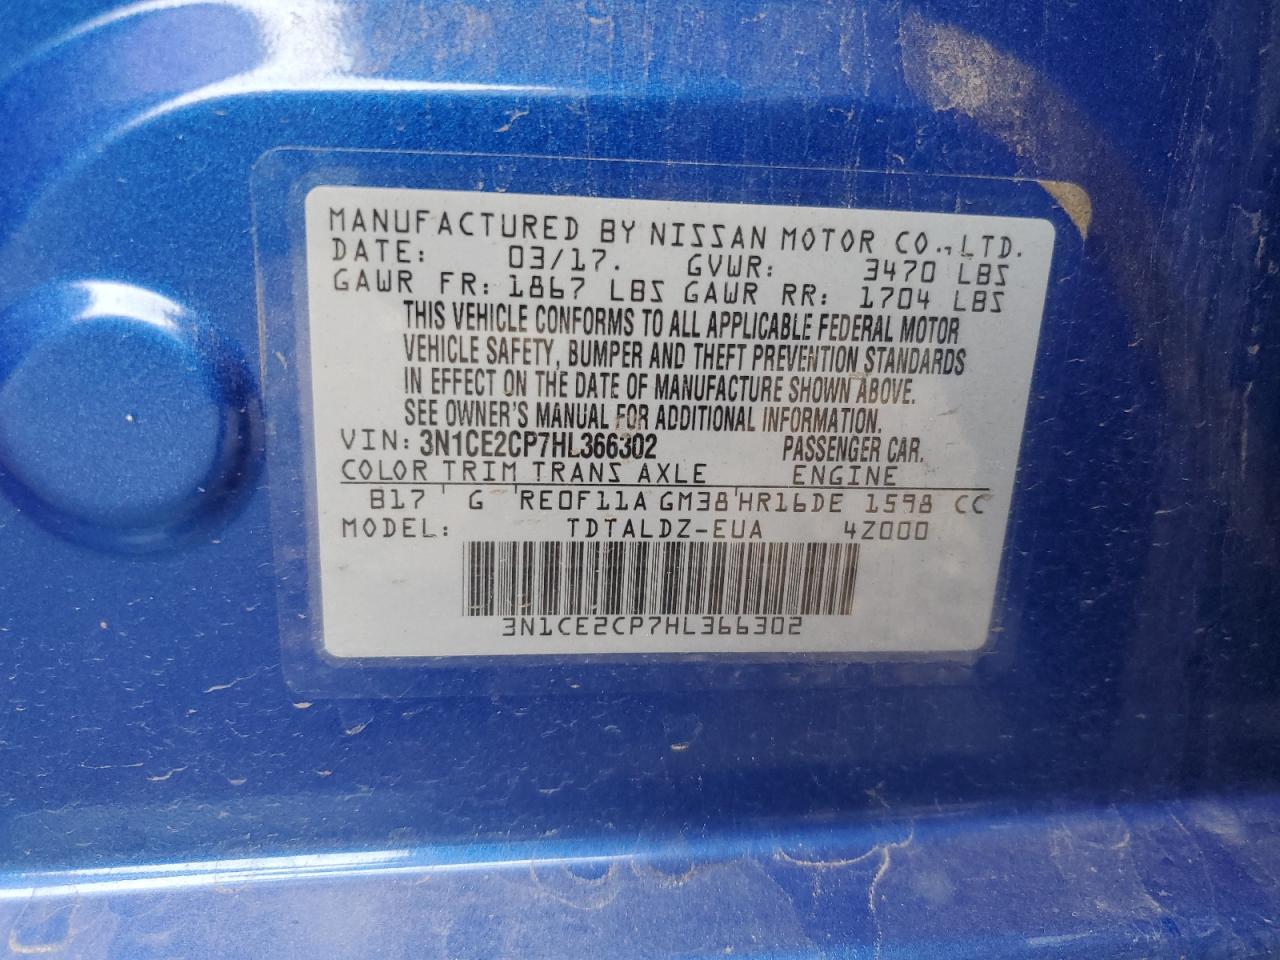 MANUFACTURED BY NISSAN MOTOR CO., LTD.
DATE: 03/17. GVWR: 3470 LBS
GAWR FR: 1867 LBS GAWR RR: 1704 LBS
THIS VEHICLE CONFORMS TO ALL APPLICABLE FEDERAL MOTOR
VEHICLE SAFETY, BUMPER AND THEFT PREVENTION STANDARDS
IN EFFECT ON THE DATE OF MANUFACTURE SHOWN ABOVE.
SEE OWNER'S MANUAL FOR ADDITIONAL INFORMATION.
VIN: 3N1CE2CP7HL366302 PASSENGER CAR.
COLOR TRIM TRANS AXLE ENGINE
B17 ' G ' RE0F11A GM38 ' HR16DE 1598 CC
MODEL: TDTALDZ-EUA 4Z000
3N1CE2CP7HL366302